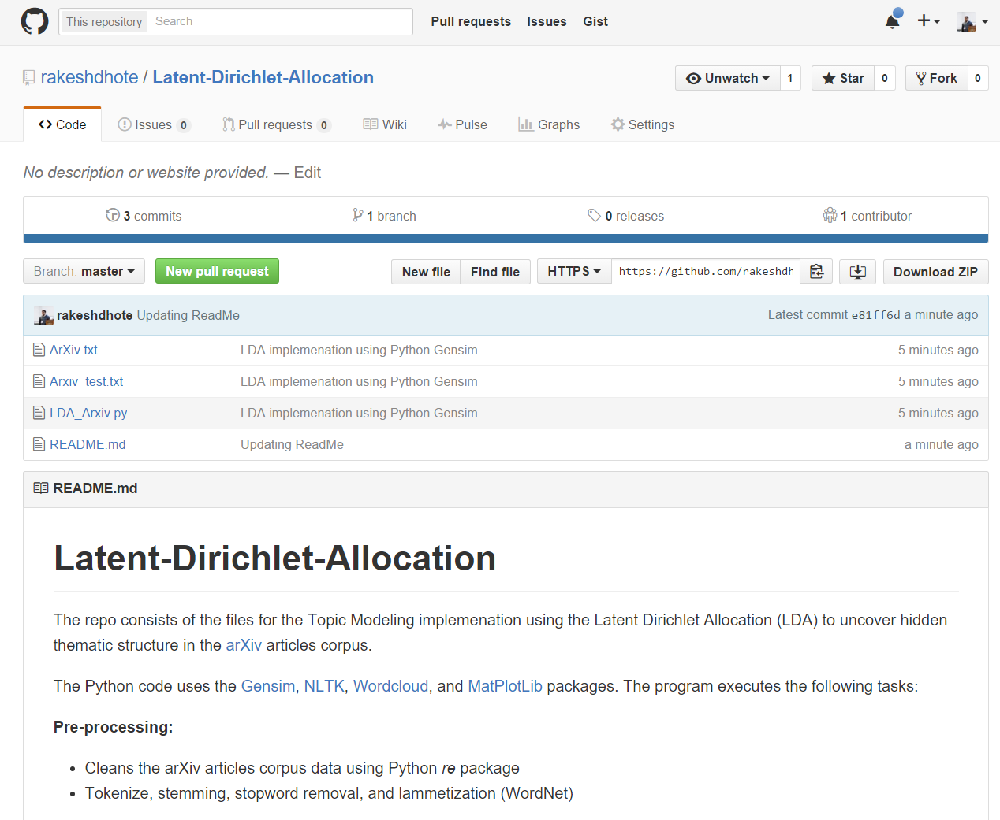 This repository Search Pull requests Issues Gist
rakeshdhote / Latent-Dirichlet-Allocation Unwatch 1 Star 0 Fork 0
Code Issues 0 Pull requests 0 Wiki Pulse Graphs Settings
No description or website provided. — Edit
3 commits 1 branch 0 releases 1 contributor
Branch: master New pull request New file Find file HTTPS https://github.com/rakeshdh Download ZIP
rakeshdhote Updating ReadMe Latest commit e81ff6d a minute ago
ArXiv.txt LDA implemenation using Python Gensim 5 minutes ago
Arxiv_test.txt LDA implemenation using Python Gensim 5 minutes ago
LDA_Arxiv.py LDA implemenation using Python Gensim 5 minutes ago
README.md Updating ReadMe a minute ago
README.md
Latent-Dirichlet-Allocation
The repo consists of the files for the Topic Modeling implemenation using the Latent Dirichlet Allocation (LDA) to uncover hidden
thematic structure in the arXiv articles corpus.
The Python code uses the Gensim, NLTK, Wordcloud, and MatPlotLib packages. The program executes the following tasks:
Pre-processing:
• Cleans the arXiv articles corpus data using Python re package
• Tokenize, stemming, stopword removal, and lammetization (WordNet)